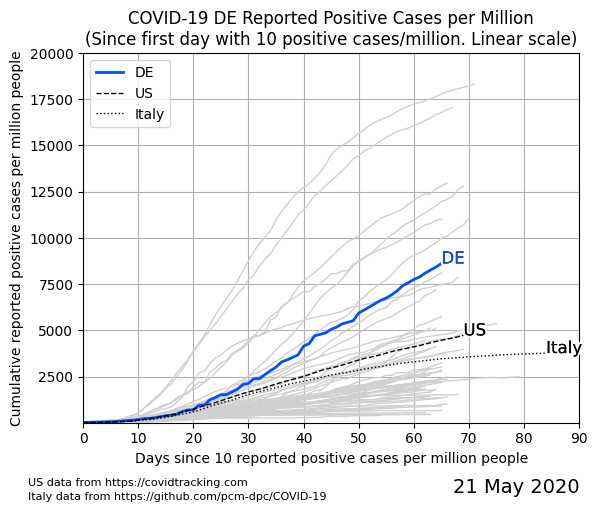 COVID-19 DE Reported Positive Cases per Million
(Since first day with 10 positive cases/million. Linear scale)
Cumulative reported positive cases per million people
20000
17500
15000
12500
10000
7500
5000
2500
DE
US
Italy
DE
US
Italy
0 10 20 30 40 50 60 70 80 90
Days since 10 reported positive cases per million people
US data from https://covidtracking.com
Italy data from https://github.com/pcm-dpc/COVID-19
21 May 2020